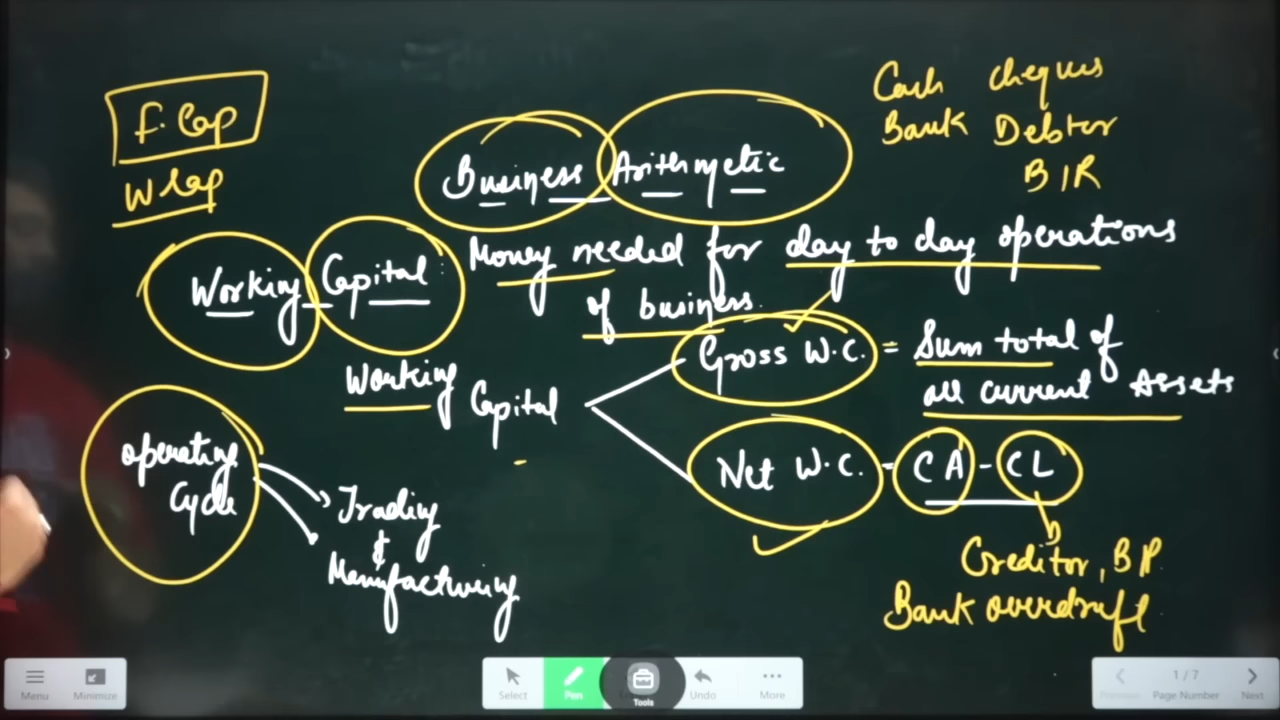 F. Cap
W Cap
Business Arithmetic
Cash cheques
Bank Debtor
B/R
Working Capital : Money needed for day to day operations
of business.
Working Capital
Gross W.C. = Sum total of
all current Assets
Net W.C. = CA - CL
Creditor, B/P
Bank overdraft
Operating
Cycle
Trading
&
Manufacturing
Menu
Minimize
Select
Pen
Tools
Undo
More
Previous
1 / 7
Page Number
Next